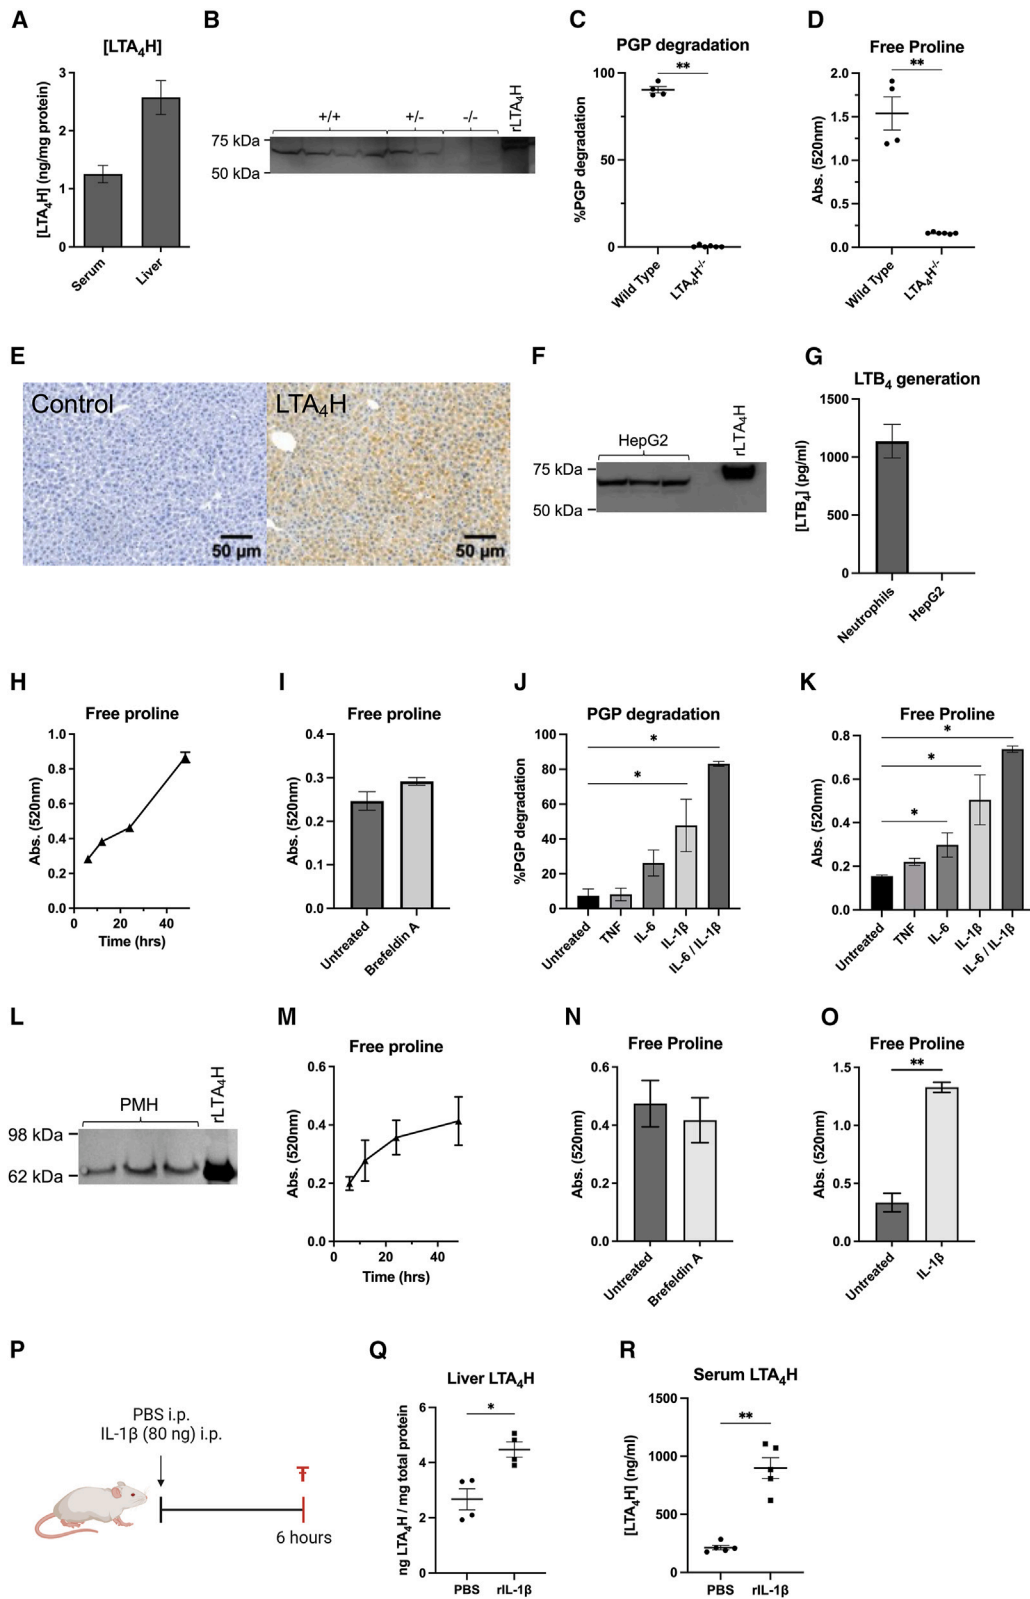 A
[LTA4H]
[LTA4H] (ng/mg protein)
3
2
1
0
Serum
Liver
B
+/+
+/-
-/-
rLTA4H
75 kDa
50 kDa
C
PGP degradation
**
%PGP degradation
100
50
0
Wild Type
LTA4H-/-
D
Free Proline
**
Abs. (520nm)
2.0
1.5
1.0
0.5
0.0
Wild Type
LTA4H-/-
E
Control
50 µm
LTA4H
50 µm
F
HepG2
rLTA4H
75 kDa
50 kDa
G
LTB4 generation
[LTB4] (pg/ml)
1500
1000
500
0
Neutrophils
HepG2
H
Free proline
Abs. (520nm)
1.0
0.8
0.6
0.4
0.2
0.0
0
20
40
Time (hrs)
I
Free proline
Abs. (520nm)
0.4
0.3
0.2
0.1
0.0
Untreated
Brefeldin A
J
PGP degradation
*
*
%PGP degradation
100
80
60
40
20
0
Untreated
TNF
IL-6
IL-1β
IL-6 / IL-1β
K
Free Proline
*
*
*
Abs. (520nm)
0.8
0.6
0.4
0.2
0.0
Untreated
TNF
IL-6
IL-1β
IL-6 / IL-1β
L
PMH
rLTA4H
98 kDa
62 kDa
M
Free proline
Abs. (520nm)
0.6
0.4
0.2
0.0
0
20
40
Time (hrs)
N
Free Proline
Abs. (520nm)
0.6
0.4
0.2
0.0
Untreated
Brefeldin A
O
Free Proline
**
Abs. (520nm)
1.5
1.0
0.5
0.0
Untreated
IL-1β
P
PBS i.p.
IL-1β (80 ng) i.p.
6 hours
Q
Liver LTA4H
*
ng LTA4H / mg total protein
6
4
2
0
PBS
rIL-1β
R
Serum LTA4H
**
[LTA4H] (ng/ml)
1500
1000
500
0
PBS
rIL-1β